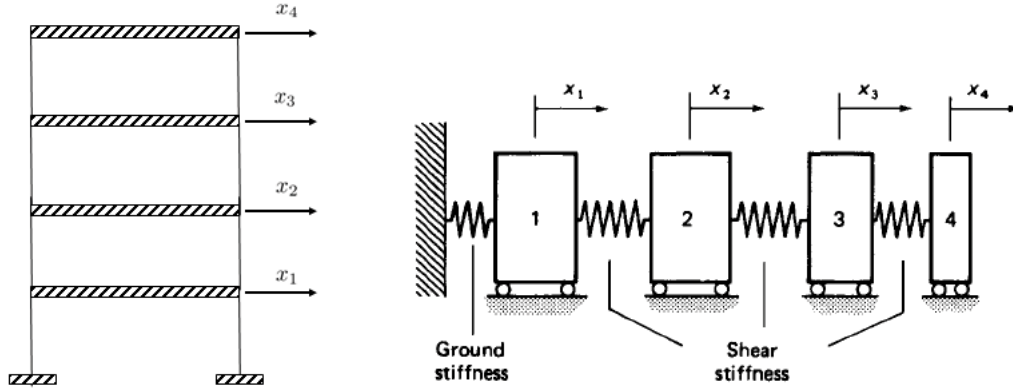 x₄
x₃
x₂
x₁
x₁ x₂ x₃ x₄
1 2 3 4
Ground
stiffness
Shear
stiffness